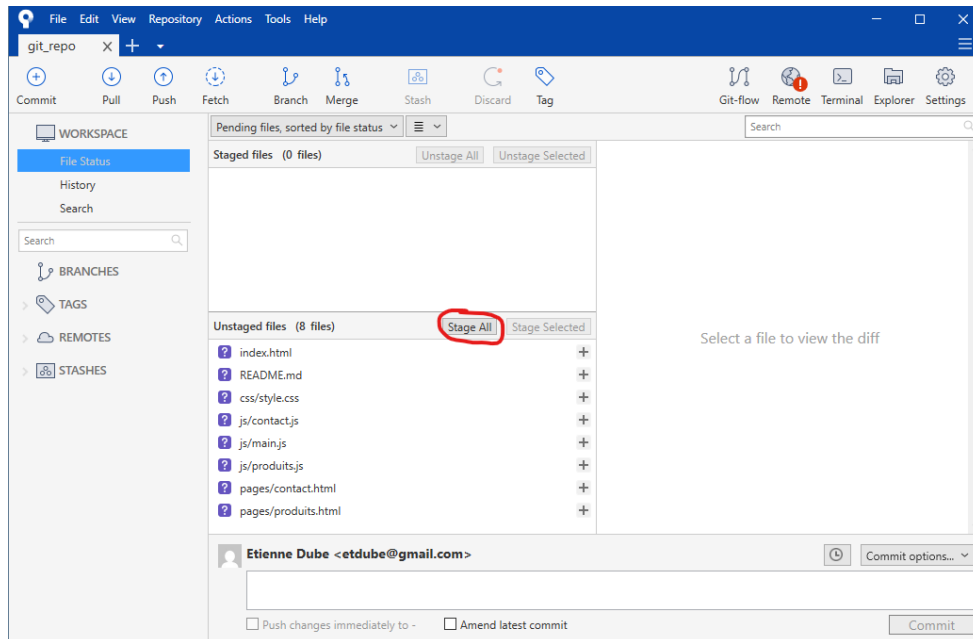 File Edit View Repository Actions Tools Help
git_repo
Commit Pull Push Fetch Branch Merge Stash Discard Tag Git-flow Remote Terminal Explorer Settings
WORKSPACE
File Status
History
Search
Search
BRANCHES
TAGS
REMOTES
STASHES
Pending files, sorted by file status
Search
Staged files (0 files) Unstage All Unstage Selected
Unstaged files (8 files) Stage All Stage Selected
? index.html +
? README.md +
? css/style.css +
? js/contact.js +
? js/main.js +
? js/produits.js +
? pages/contact.html +
? pages/produits.html +
Select a file to view the diff
Etienne Dube <etdube@gmail.com> Commit options...
Push changes immediately to - Amend latest commit Commit